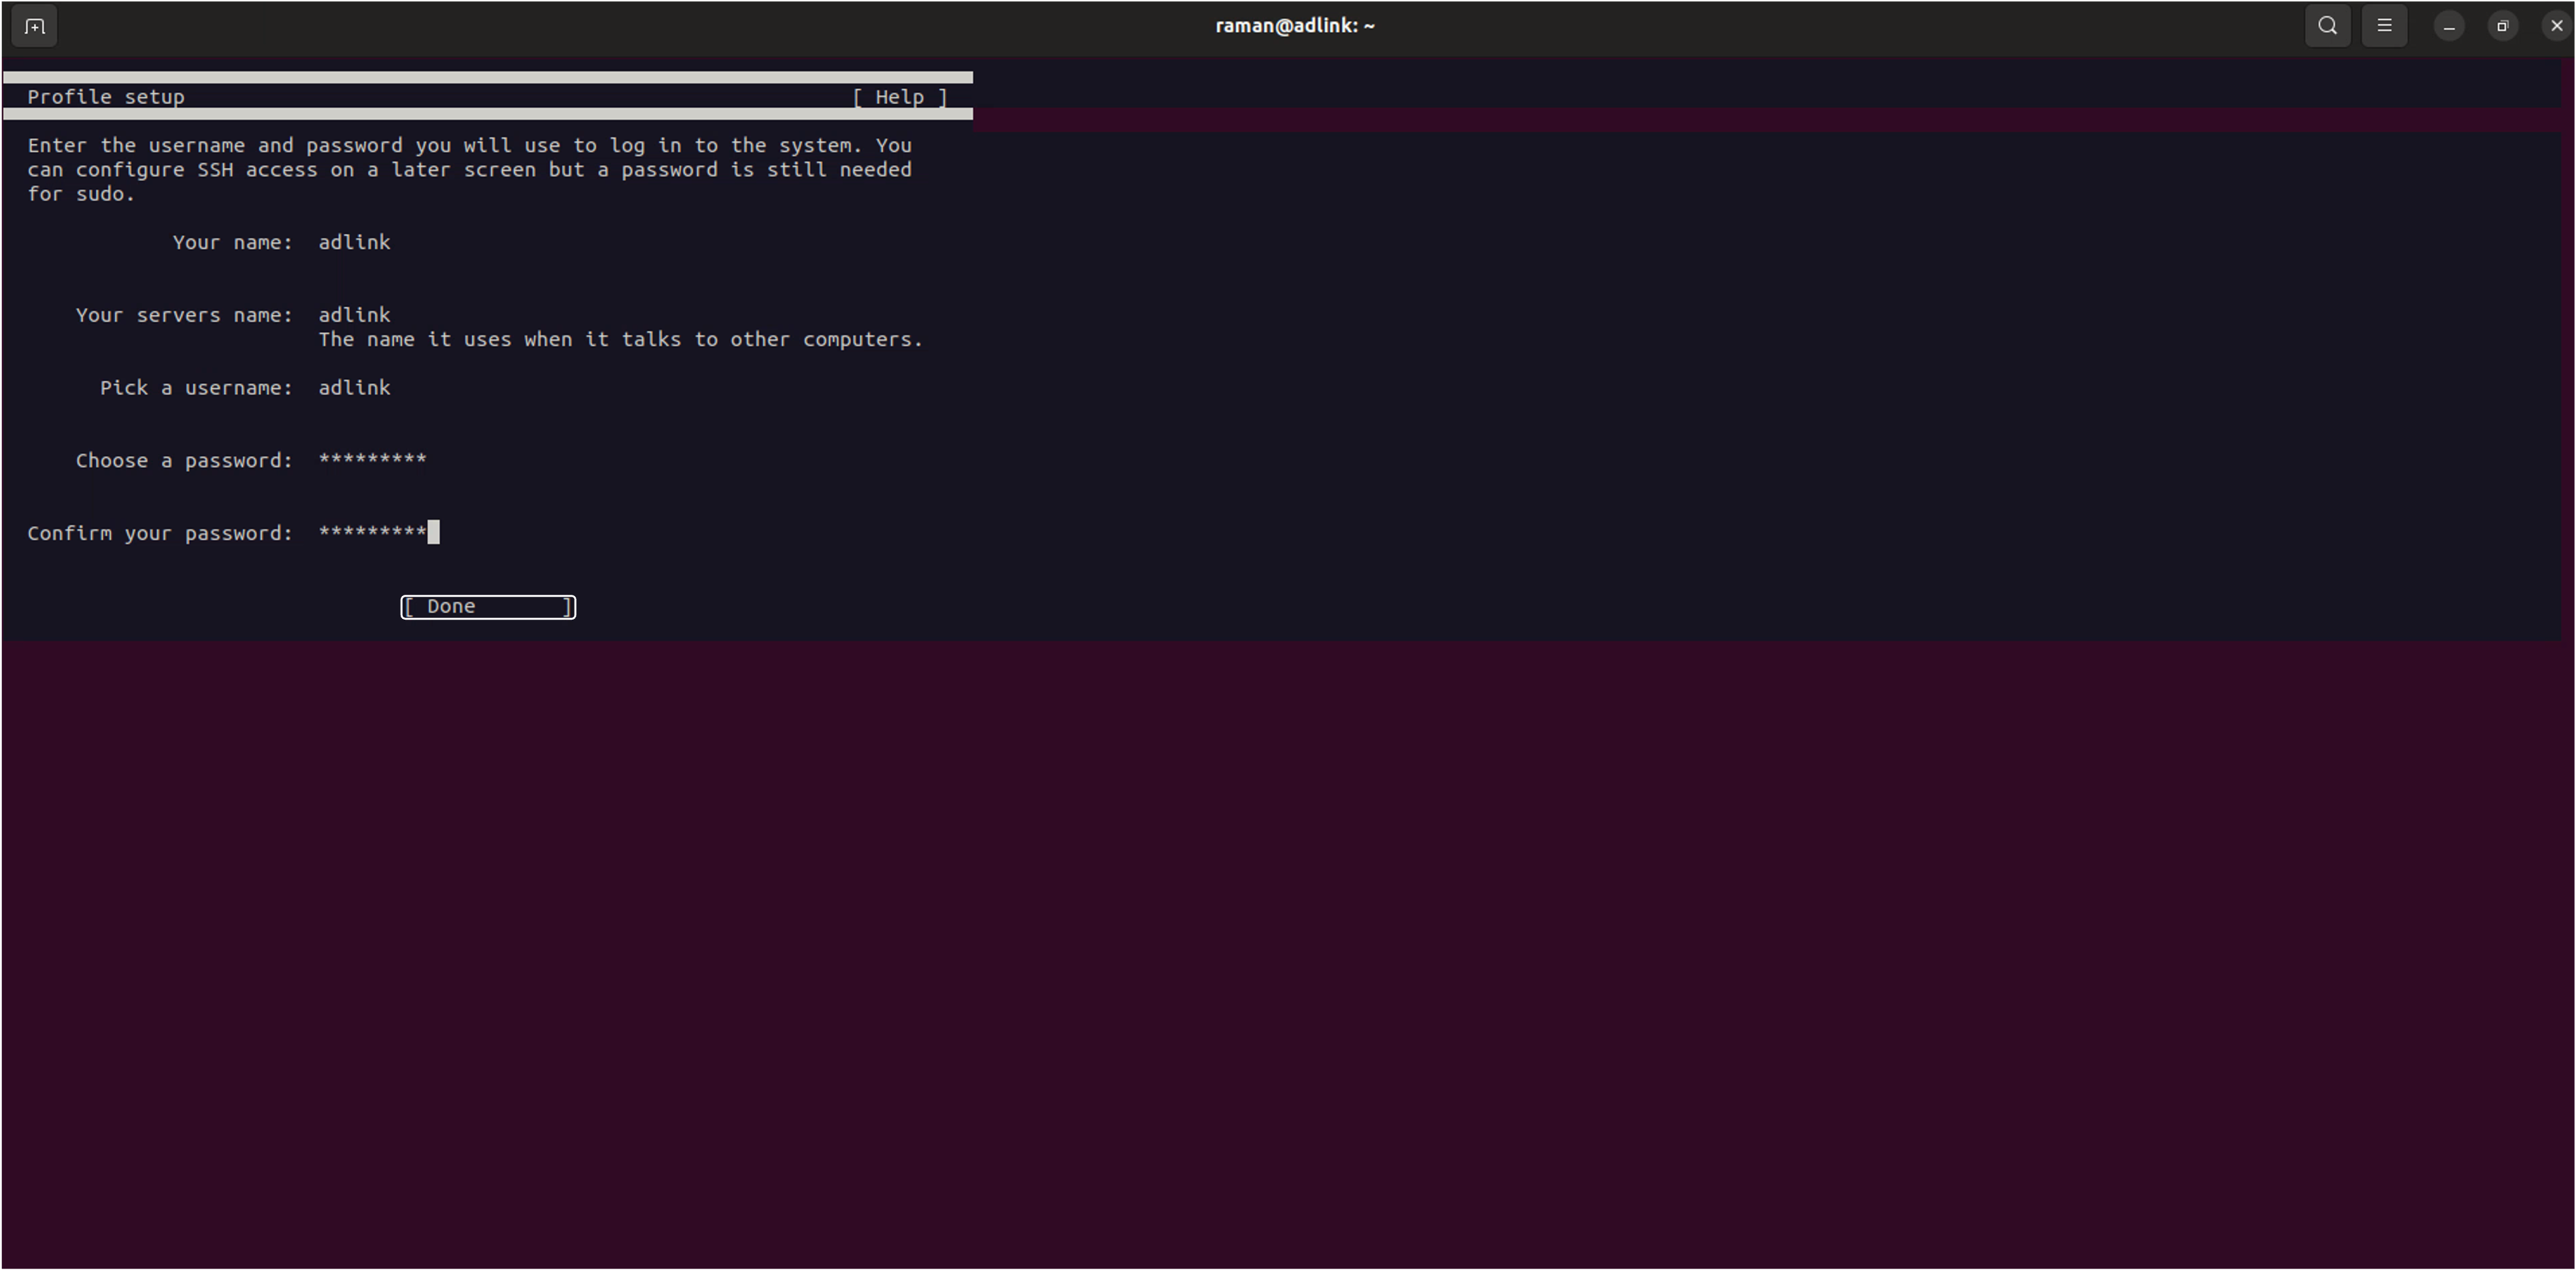 raman@adlink: ~
Profile setup [ Help ]
Enter the username and password you will use to log in to the system. You
can configure SSH access on a later screen but a password is still needed
for sudo.
Your name: adlink
Your servers name: adlink
The name it uses when it talks to other computers.
Pick a username: adlink
Choose a password: *********
Confirm your password: *********
[ Done ]